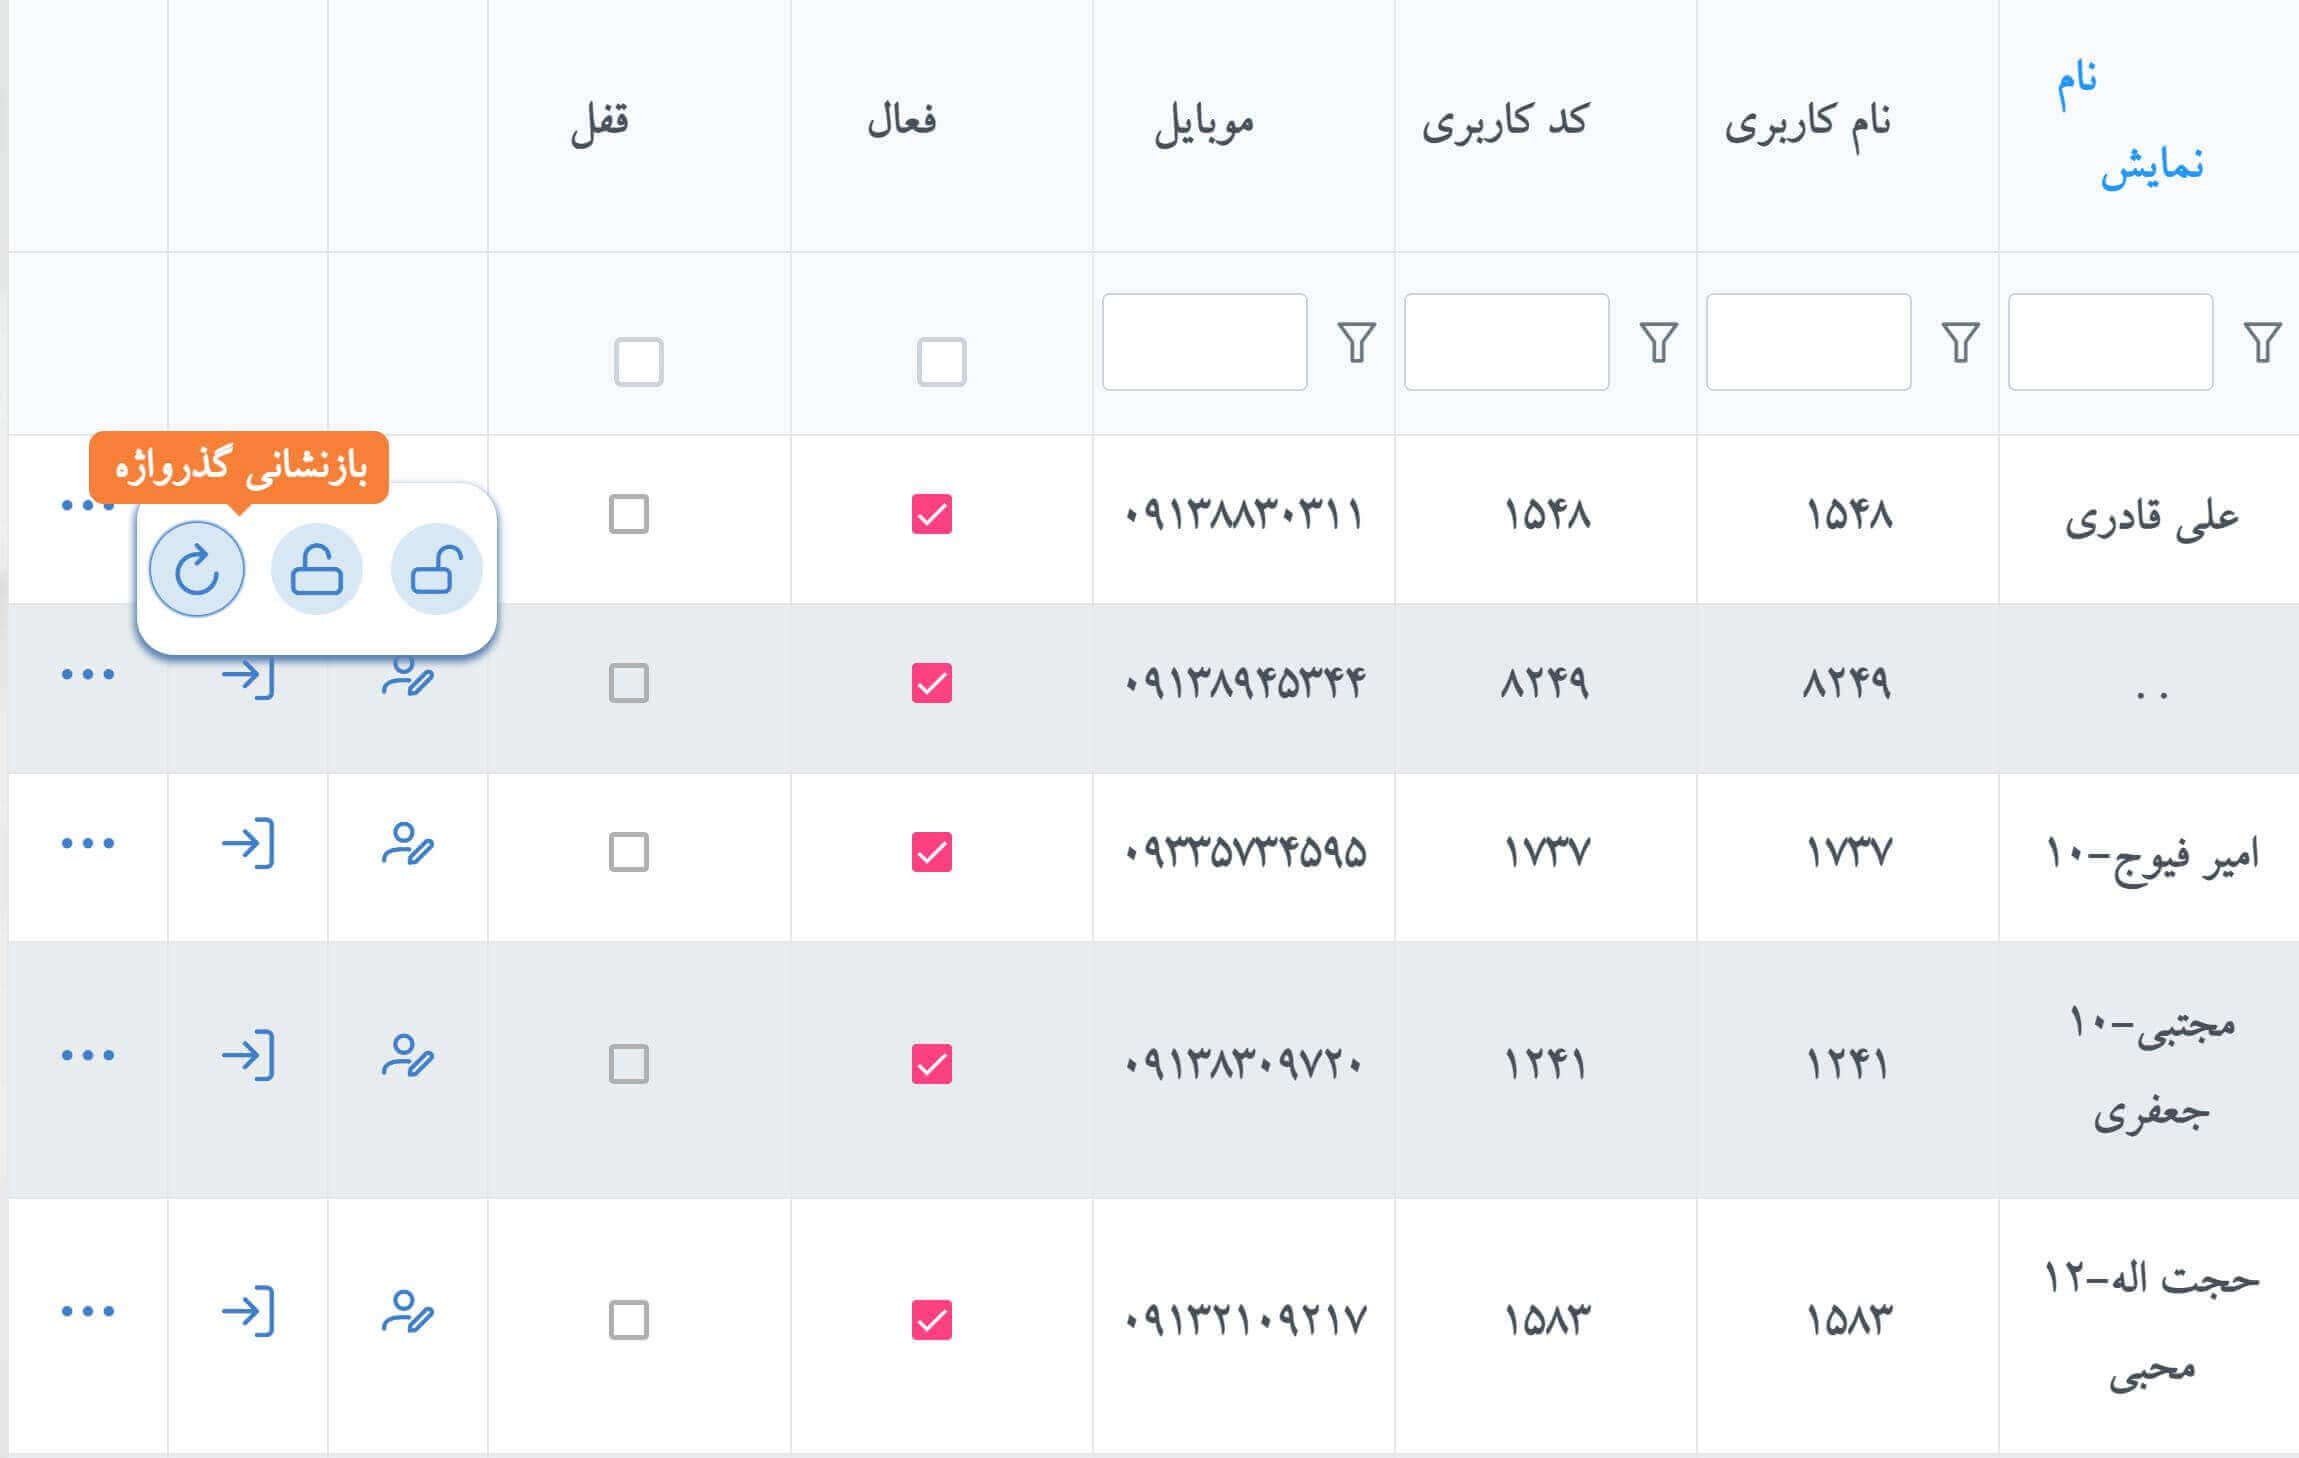 نام
نمایش
نام کاربری
کد کاربری
موبایل
فعال
قفل
بازنشانی گذرواژه
علی قادری
۱۵۴۸
۱۵۴۸
۰۹۱۳۸۸۳۰۳۱۱
. .
۸۲۴۹
۸۲۴۹
۰۹۱۳۸۹۴۵۳۴۴
امیر فیوج-۱۰
۱۷۳۷
۱۷۳۷
۰۹۳۳۵۷۳۴۵۹۵
مجتبی-۱۰
جعفری
۱۲۴۱
۱۲۴۱
۰۹۱۳۸۳۰۹۷۲۰
حجت اله-۱۲
محبی
۱۵۸۳
۱۵۸۳
۰۹۱۳۲۱۰۹۲۱۷